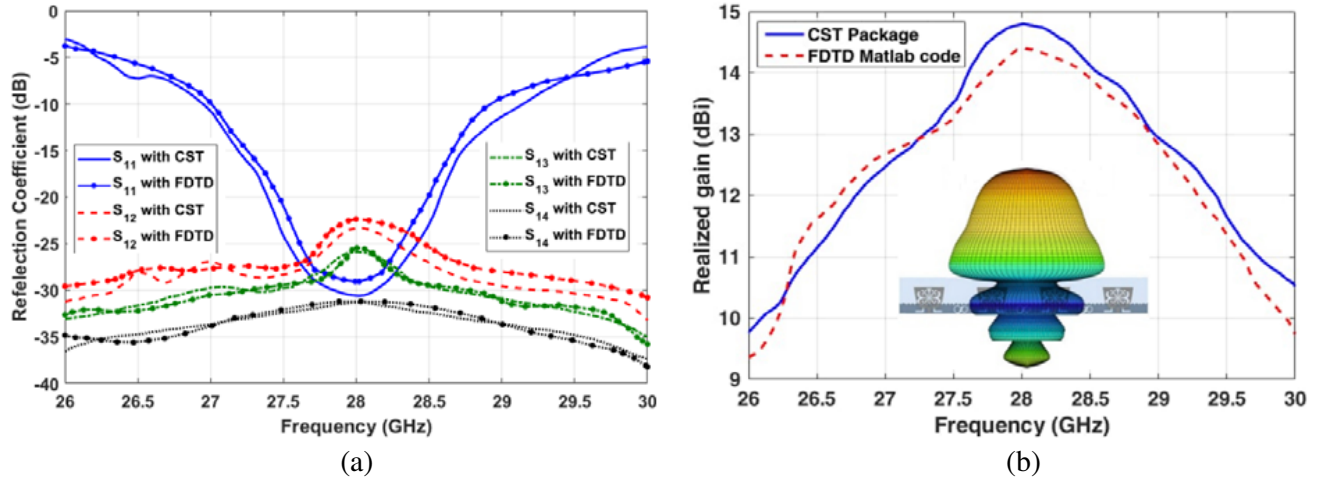 Refelection Coefficient (dB)
0
-5
-10
-15
-20
-25
-30
-35
-40
S11 with CST
S11 with FDTD
S12 with CST
S12 with FDTD
S13 with CST
S13 with FDTD
S14 with CST
S14 with FDTD
26 26.5 27 27.5 28 28.5 29 29.5 30
Frequency (GHz)
(a)
Realized gain (dBi)
15
14
13
12
11
10
9
CST Package
FDTD Matlab code
26 26.5 27 27.5 28 28.5 29 29.5 30
Frequency (GHz)
(b)